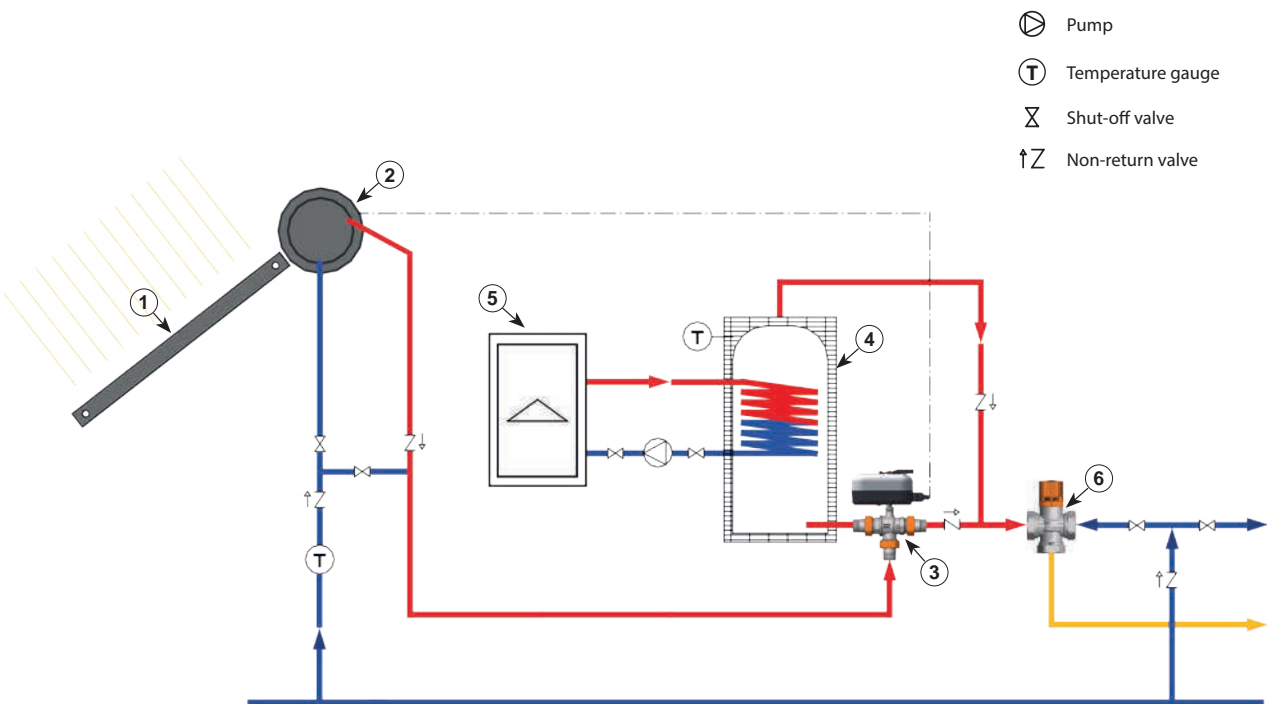 Pump
T Temperature gauge
Shut-off valve
Non-return valve
2
1
5
T
4
6
3
T